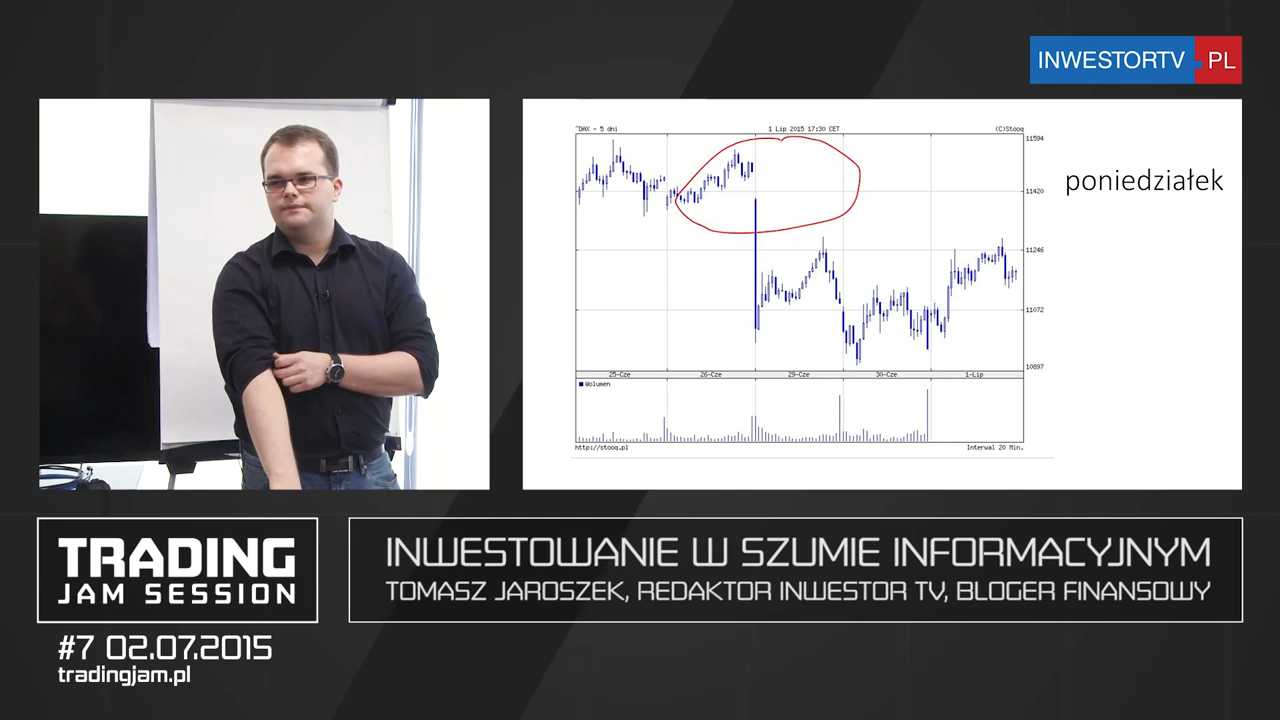 INWESTORTV.PL
^DAX - 5 dni 1 Lip 2015 17:30 CET (C)Stooq
11594
11420
11246
11072
10897
25-Cze 26-Cze 29-Cze 30-Cze 1-Lip
Wolumen
http://stooq.pl Interwal 20 Min.
poniedziałek
TRADING
JAM SESSION
INWESTOWANIE W SZUMIE INFORMACYJNYM
TOMASZ JAROSZEK, REDAKTOR INWESTOR TV, BLOGER FINANSOWY
#7 02.07.2015
tradingjam.pl